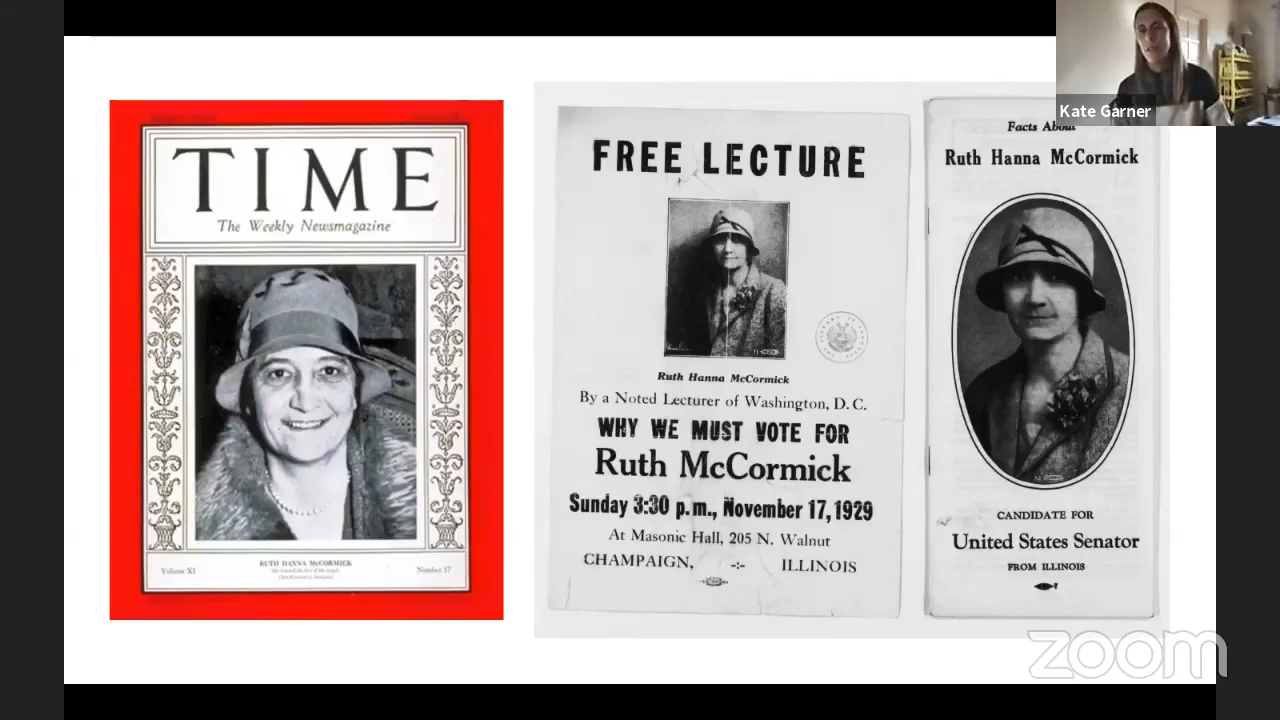 TIME
The Weekly Newsmagazine
RUTH HANNA McCORMICK
Volume XI
Number 17
FREE LECTURE
Ruth Hanna McCormick
By a Noted Lecturer of Washington, D. C.
WHY WE MUST VOTE FOR
Ruth McCormick
Sunday 3:30 p. m., November 17, 1929
At Masonic Hall, 205 N. Walnut
CHAMPAIGN, -:- ILLINOIS
Facts About
Ruth Hanna McCormick
CANDIDATE FOR
United States Senator
FROM ILLINOIS
Kate Garner
zoom